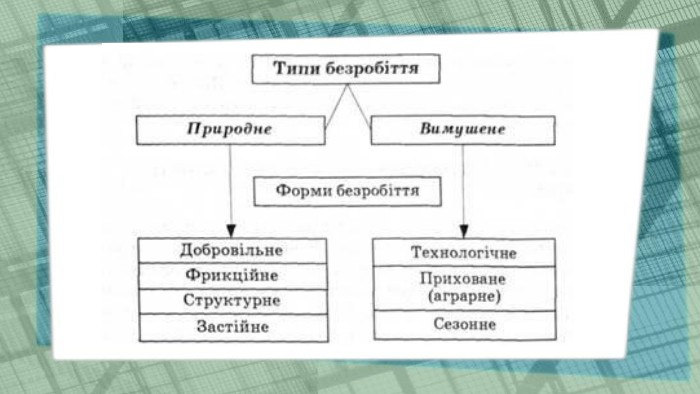 Типи безробіття
Природне
Вимушене
Форми безробіття
Добровільне
Фрикційне
Структурне
Застійне
Технологічне
Приховане
(аграрне)
Сезонне